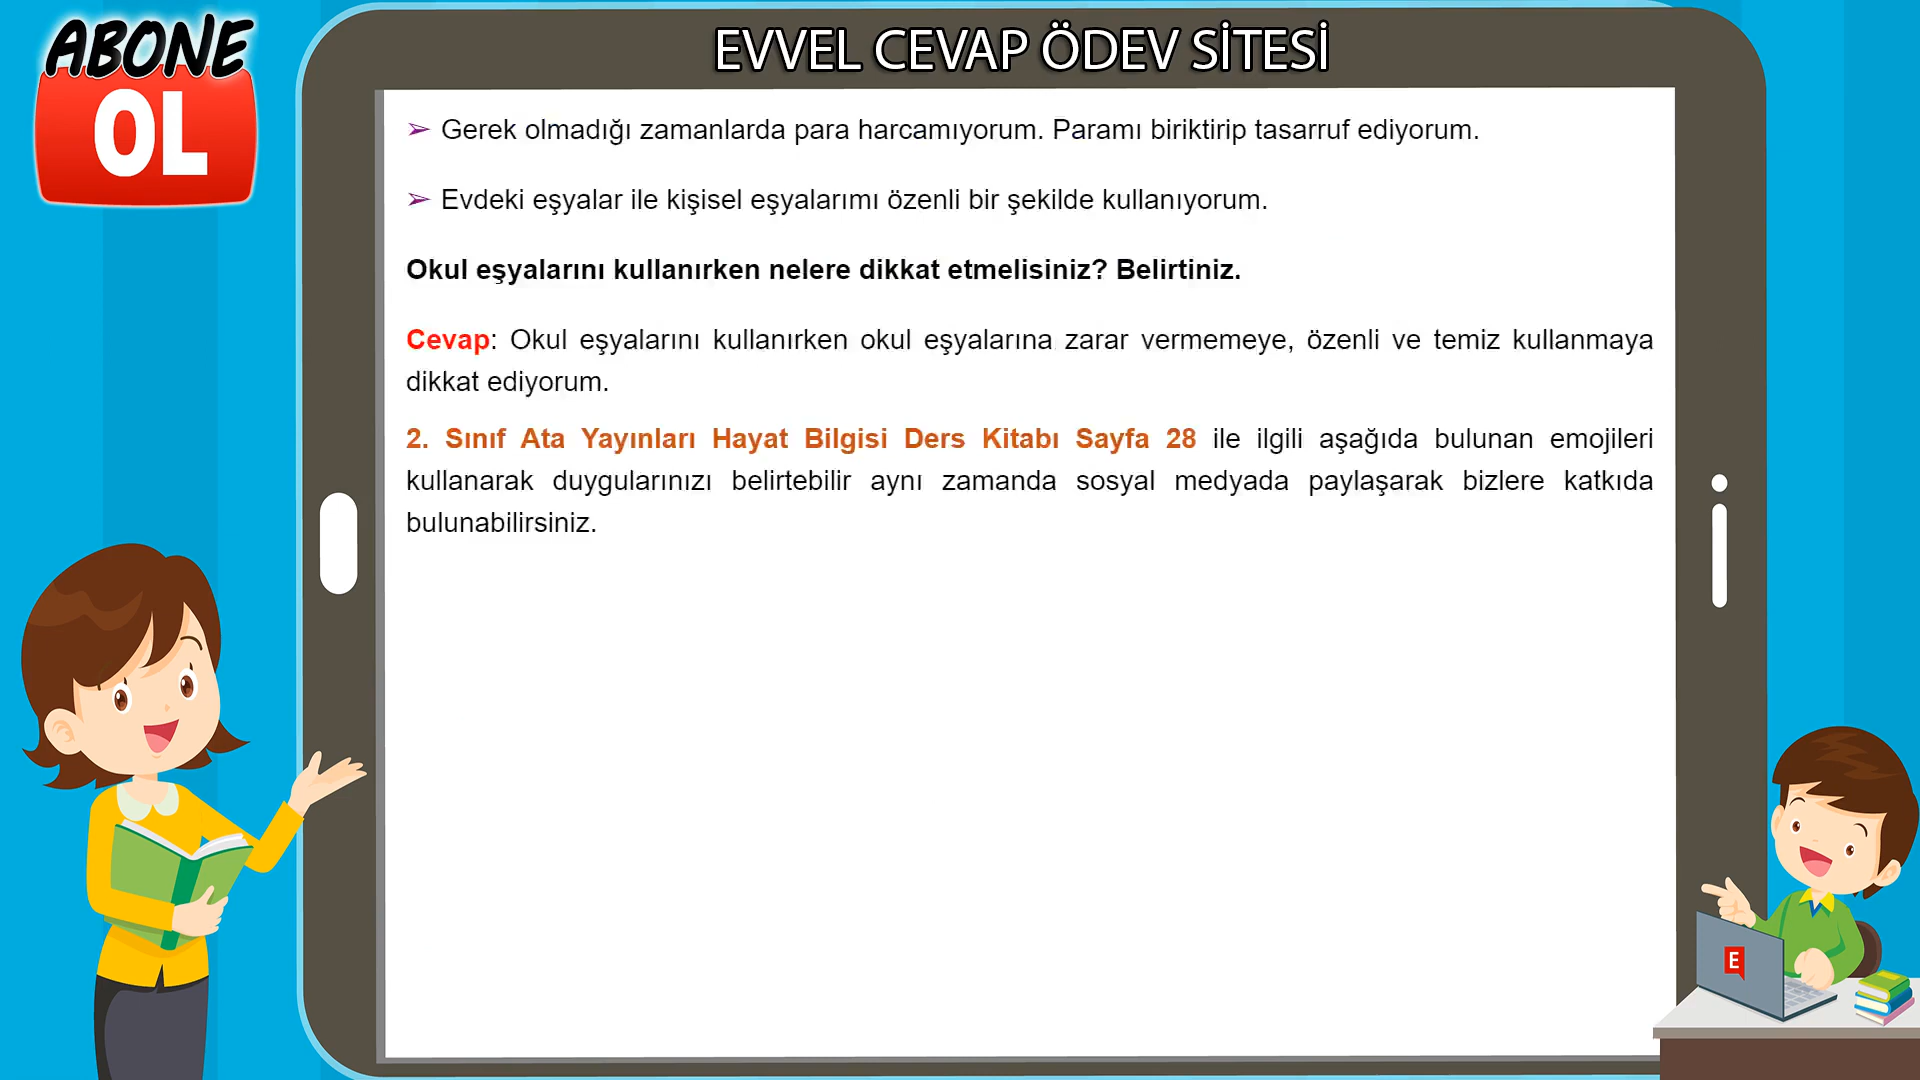 ABONE
OL
EVVEL CEVAP ÖDEV SİTESİ
➢ Gerek olmadığı zamanlarda para harcamıyorum. Paramı biriktirip tasarruf ediyorum.
➢ Evdeki eşyalar ile kişisel eşyalarımı özenli bir şekilde kullanıyorum.
Okul eşyalarını kullanırken nelere dikkat etmelisiniz? Belirtiniz.
Cevap: Okul eşyalarını kullanırken okul eşyalarına zarar vermemeye, özenli ve temiz kullanmaya
dikkat ediyorum.
2. Sınıf Ata Yayınları Hayat Bilgisi Ders Kitabı Sayfa 28 ile ilgili aşağıda bulunan emojileri
kullanarak duygularınızı belirtebilir aynı zamanda sosyal medyada paylaşarak bizlere katkıda
bulunabilirsiniz.
E